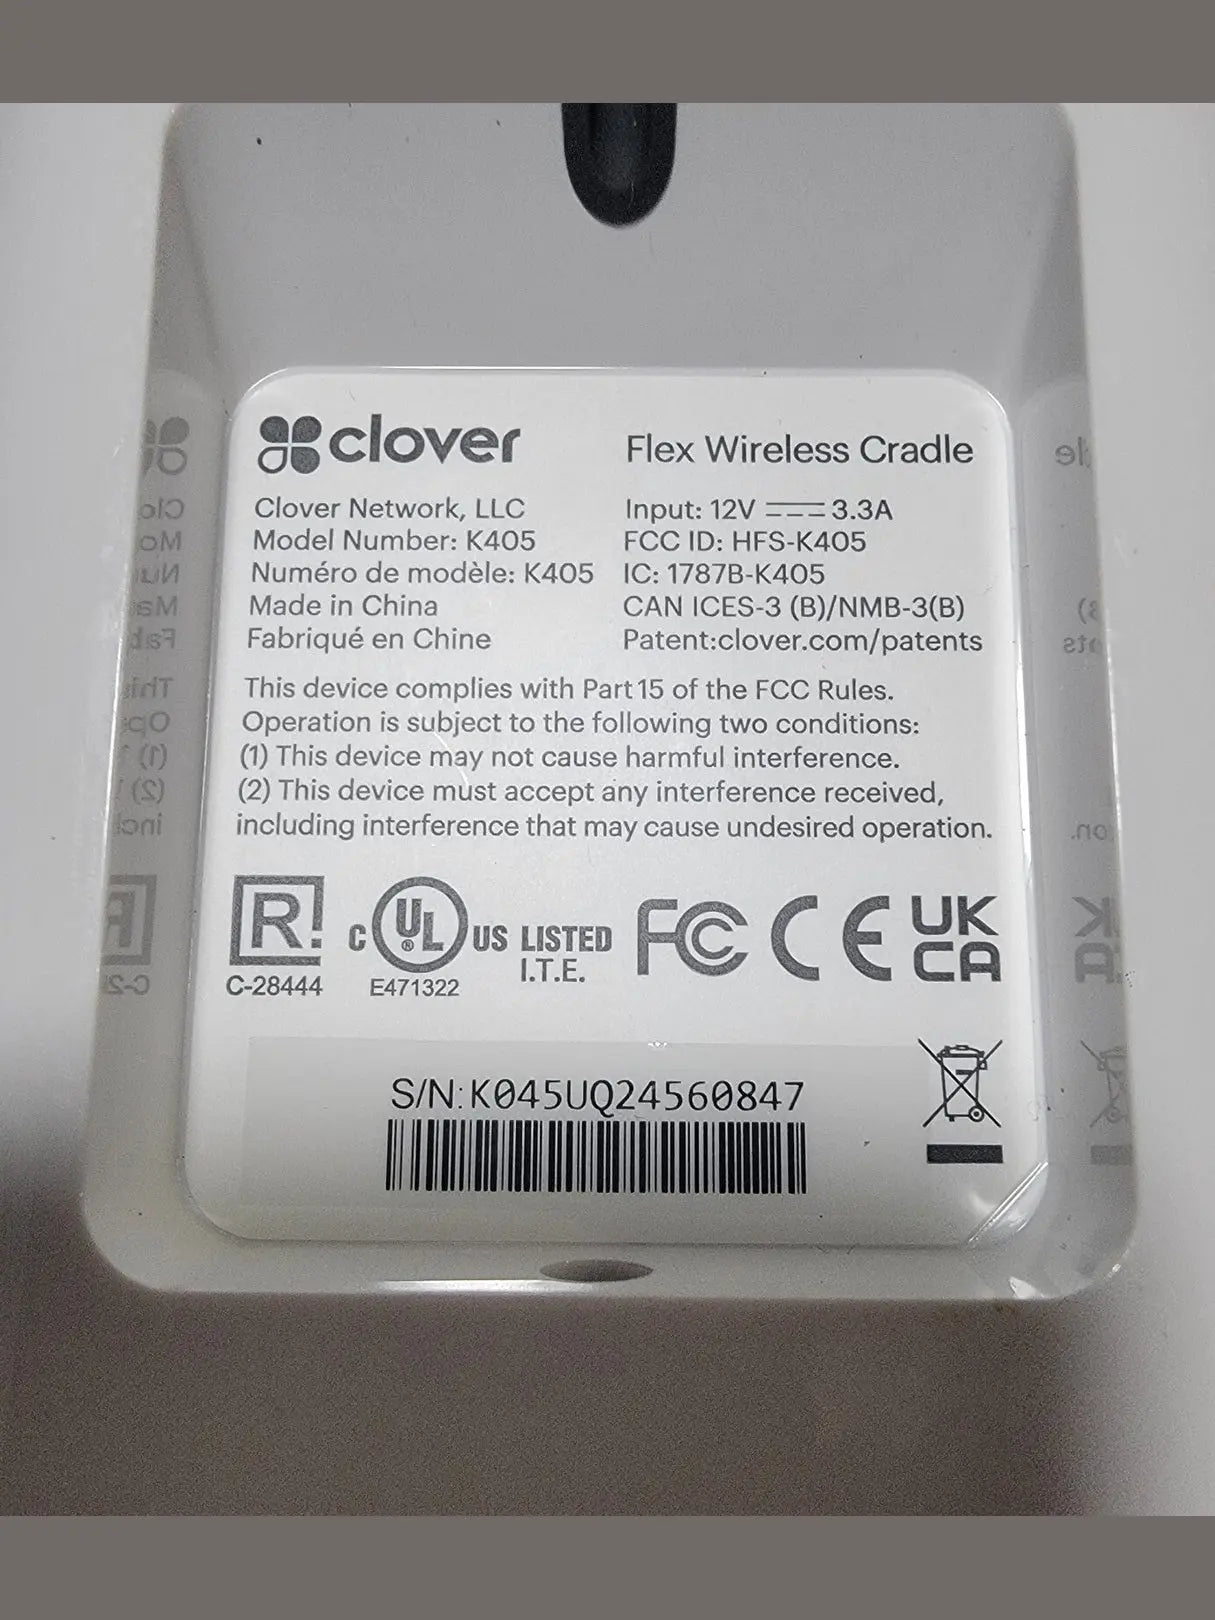 clover
Flex Wireless Cradle
Clover Network, LLC
Model Number: K405
Numéro de modèle: K405
Made in China
Fabriqué en Chine
Input: 12V 3.3A
FCC ID: HFS-K405
IC: 1787B-K405
CAN ICES-3 (B)/NMB-3(B)
Patent:clover.com/patents
This device complies with Part 15 of the FCC Rules.
Operation is subject to the following two conditions:
(1) This device may not cause harmful interference.
(2) This device must accept any interference received,
including interference that may cause undesired operation.
R!
C-28444
C UL® US LISTED
I.T.E.
E471322
FC CE UK
CA
S/N:K045UQ24560847